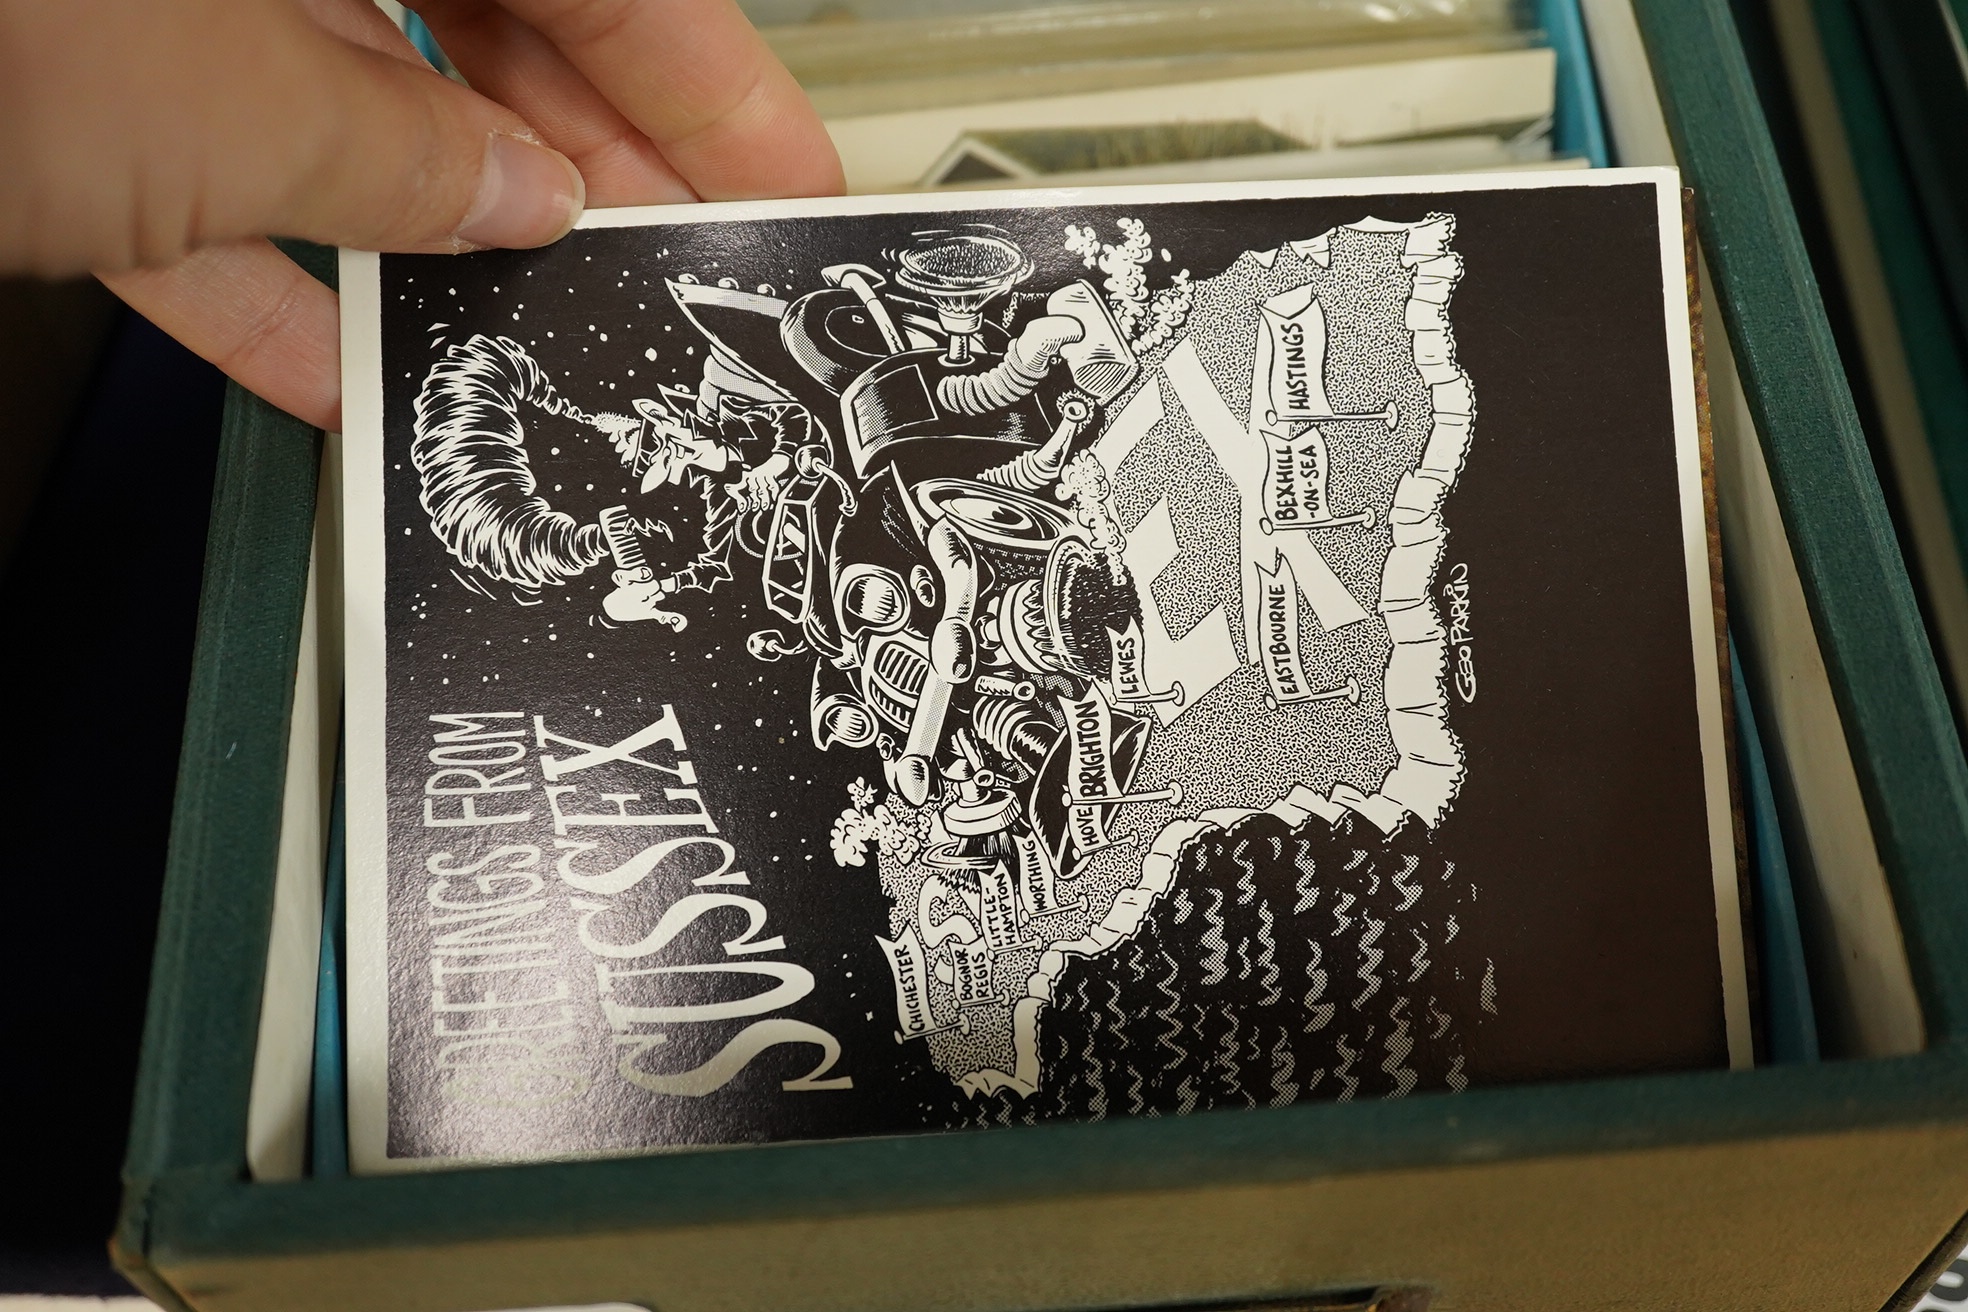 GREETINGS FROM
SUSSEX
CHICHESTER
BOGNOR
REGIS
LITTLE-
HAMPTON
WORTHING
HOVE
BRIGHTON
LEWES
EASTBOURNE
BEXHILL
-ON-SEA
HASTINGS
GEO PARKIN